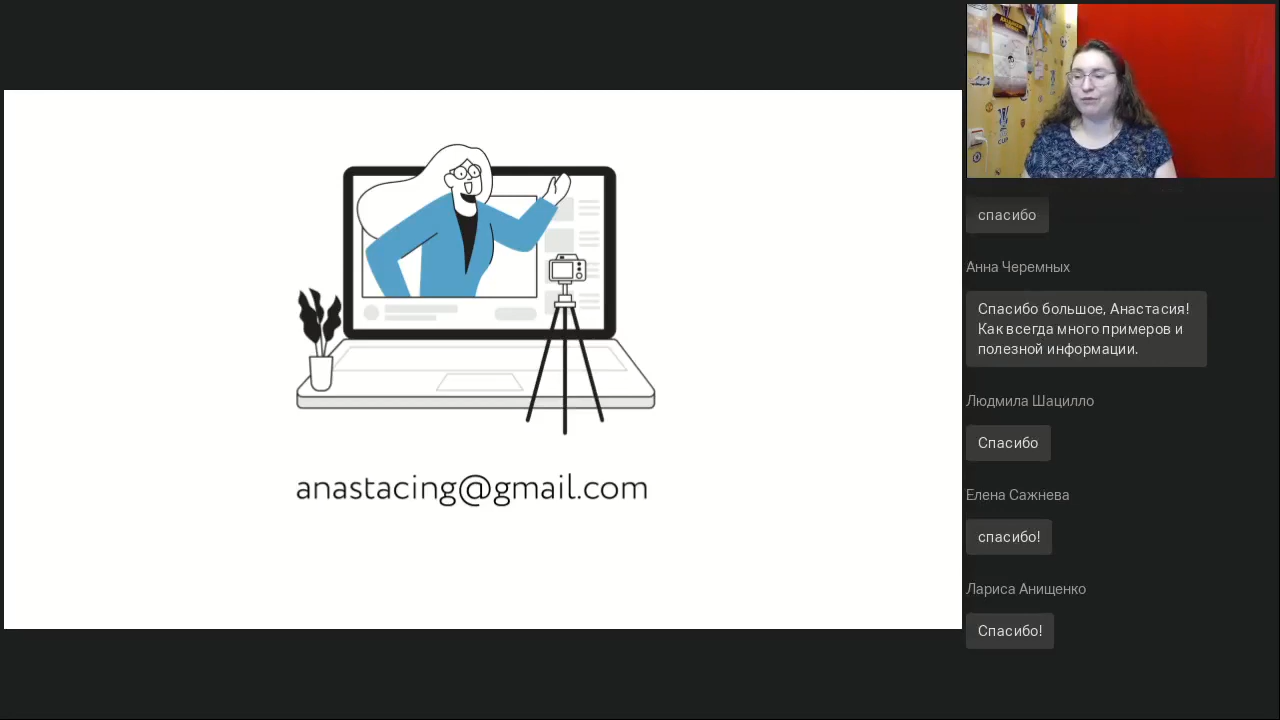 anastacing@gmail.com
CUP
спасибо
Анна Черемных
Спасибо большое, Анастасия!
Как всегда много примеров и
полезной информации.
Людмила Шацилло
Спасибо
Елена Сажнева
спасибо!
Лариса Анищенко
Спасибо!